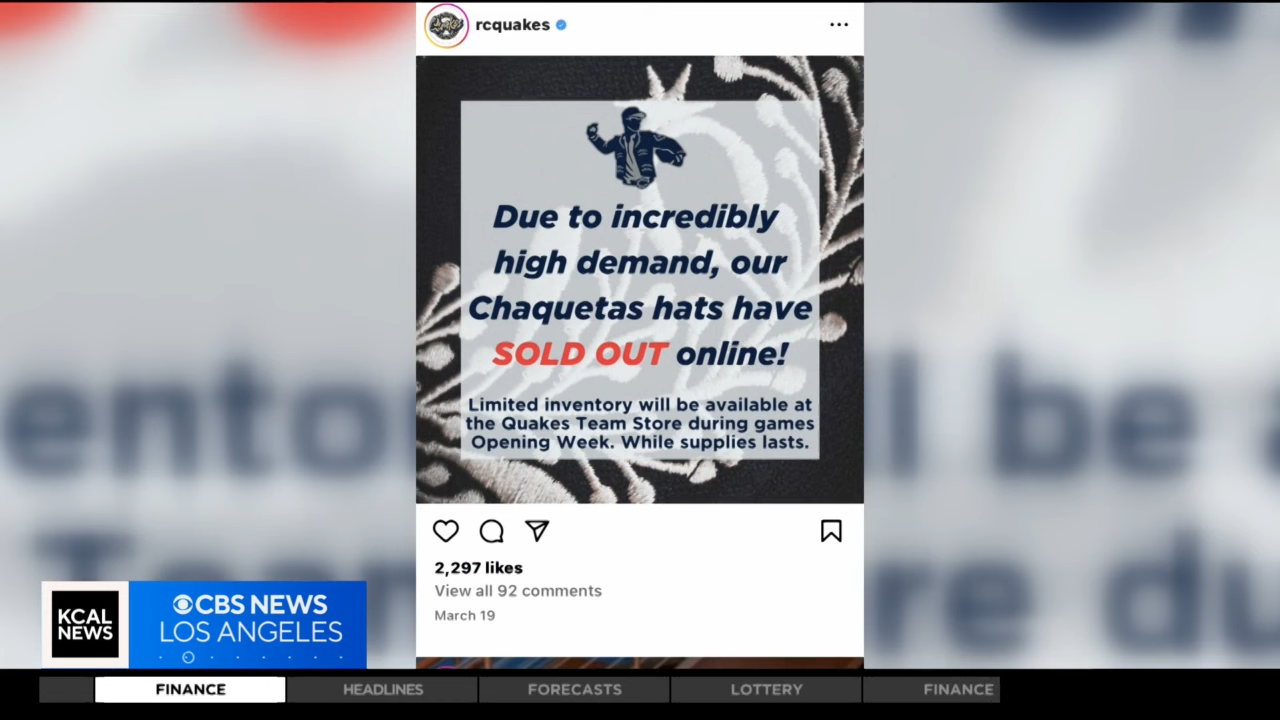 rcquakes
Due to incredibly
high demand, our
Chaquetas hats have
SOLD OUT online!
Limited inventory will be available at
the Quakes Team Store during games
Opening Week. While supplies lasts.
2,297 likes
View all 92 comments
March 19
KCAL
NEWS
CBS NEWS
LOS ANGELES
FINANCE
HEADLINES
FORECASTS
LOTTERY
FINANCE